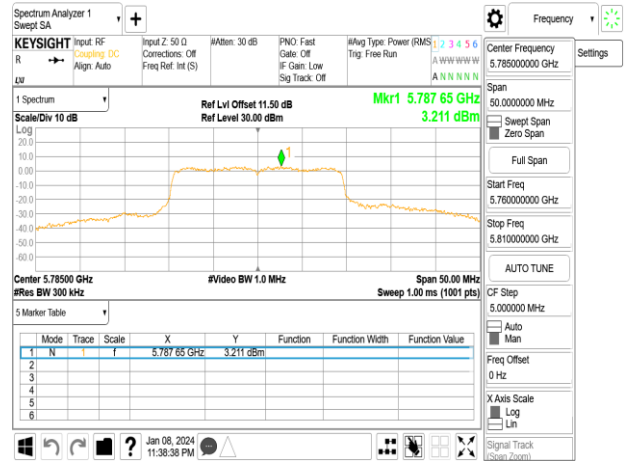 Spectrum Analyzer 1
Swept SA
Frequency
KEYSIGHT
R
Input: RF
Coupling: DC
Align: Auto
Input Z: 50 Ω
Corrections: Off
Freq Ref: Int (S)
#Atten: 30 dB
PNO: Fast
Gate: Off
IF Gain: Low
Sig Track: Off
#Avg Type: Power (RMS
Trig: Free Run
1 2 3 4 5 6
A W W W W W
A N N N N N
Settings
Center Frequency
5.785000000 GHz
Span
50.0000000 MHz
Swept Span
Zero Span
Full Span
Start Freq
5.760000000 GHz
Stop Freq
5.810000000 GHz
AUTO TUNE
CF Step
5.000000 MHz
Auto
Man
Freq Offset
0 Hz
X Axis Scale
Log
Lin
Signal Track
(Span Zoom)
1 Spectrum
Scale/Div 10 dB
Ref Lvl Offset 11.50 dB
Ref Level 30.00 dBm
Mkr1 5.787 65 GHz
3.211 dBm
Log
20.0
10.0
0.00
-10.0
-20.0
-30.0
-40.0
-50.0
-60.0
1
Center 5.78500 GHz
#Res BW 300 kHz
#Video BW 1.0 MHz
Span 50.00 MHz
Sweep 1.00 ms (1001 pts)
5 Marker Table
Mode Trace Scale X Y Function Function Width Function Value
1 N 1 f 5.787 65 GHz 3.211 dBm
2
3
4
5
6
?
Jan 08, 2024
11:38:38 PM